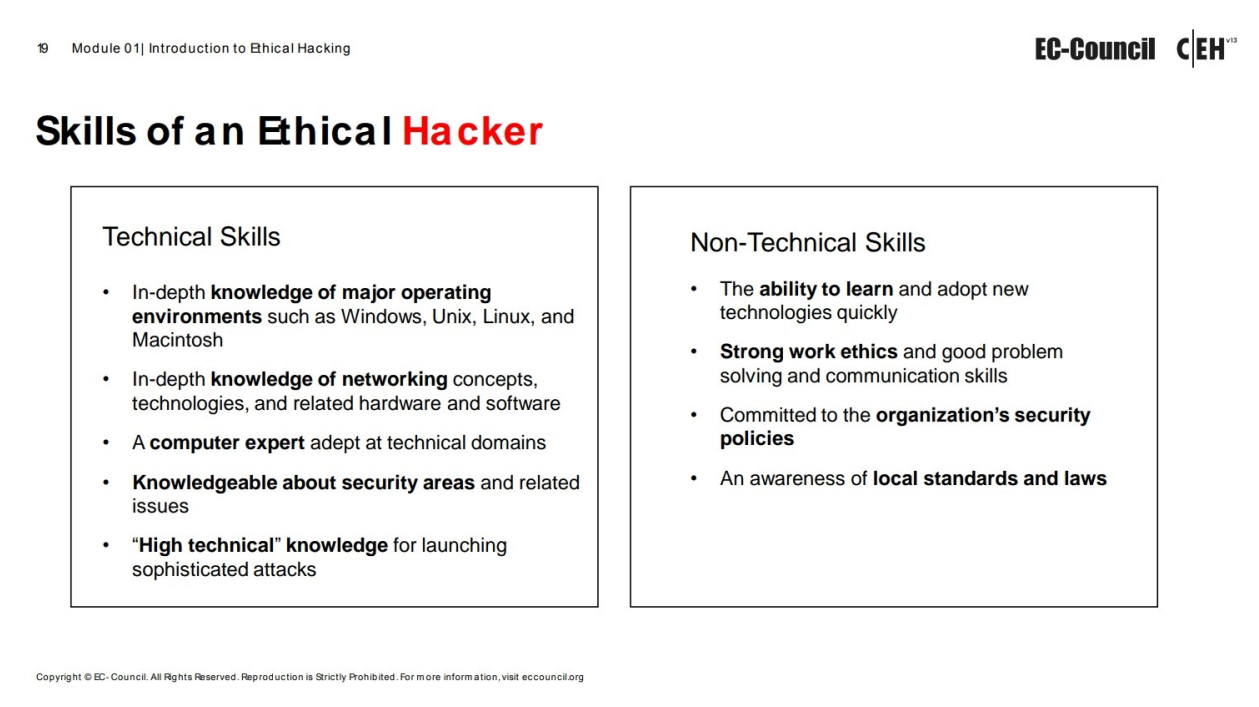 19 Module 01| Introduction to Ethical Hacking
EC-Council C|EH v13
Skills of an Ethical Hacker
Technical Skills
• In-depth knowledge of major operating
environments such as Windows, Unix, Linux, and
Macintosh
• In-depth knowledge of networking concepts,
technologies, and related hardware and software
• A computer expert adept at technical domains
• Knowledgeable about security areas and related
issues
• “High technical” knowledge for launching
sophisticated attacks
Non-Technical Skills
• The ability to learn and adopt new
technologies quickly
• Strong work ethics and good problem
solving and communication skills
• Committed to the organization’s security
policies
• An awareness of local standards and laws
Copyright © EC- Council. All Rights Reserved. Reproduction is Strictly Prohibited. For more information, visit eccouncil.org